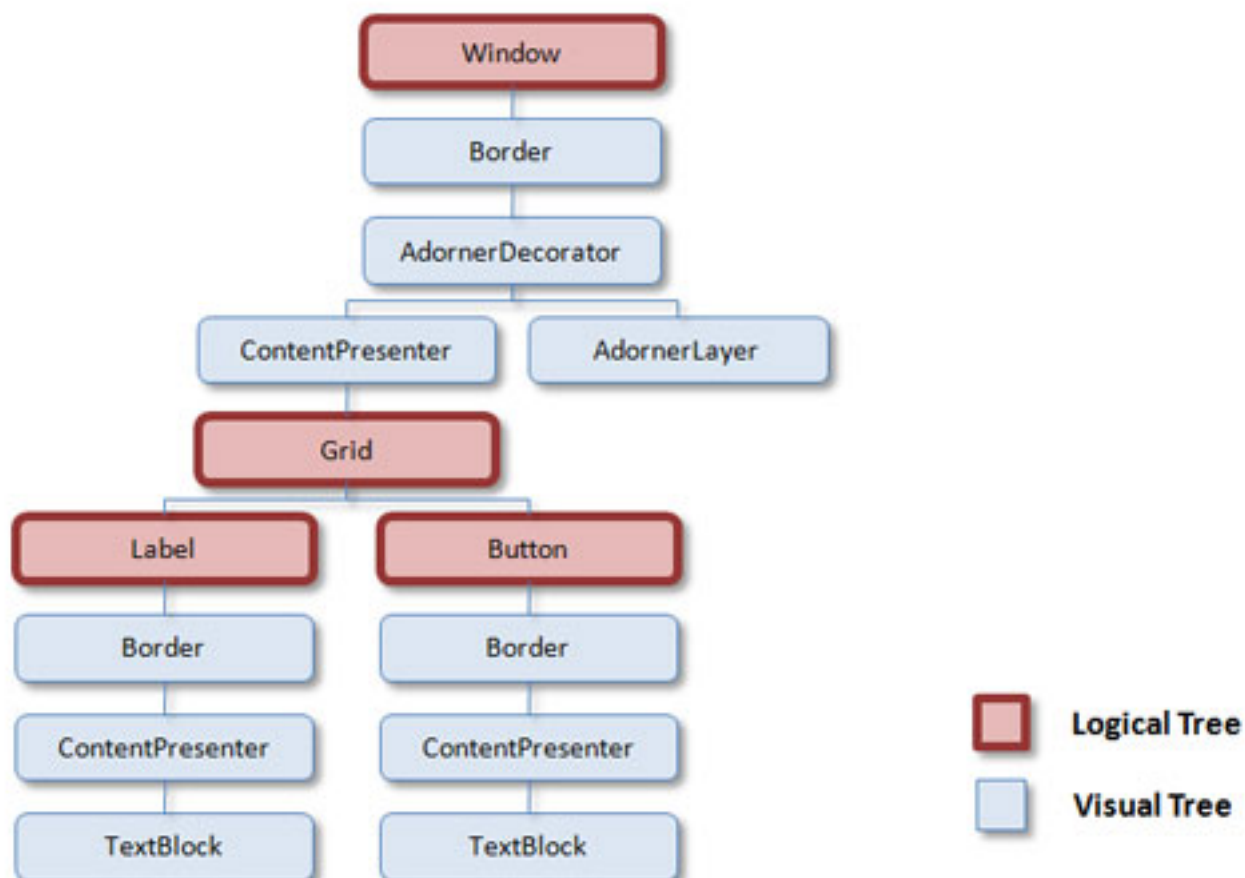 Window
Border
AdornerDecorator
ContentPresenter
AdornerLayer
Grid
Label
Button
Border
Border
ContentPresenter
ContentPresenter
TextBlock
TextBlock
Logical Tree
Visual Tree